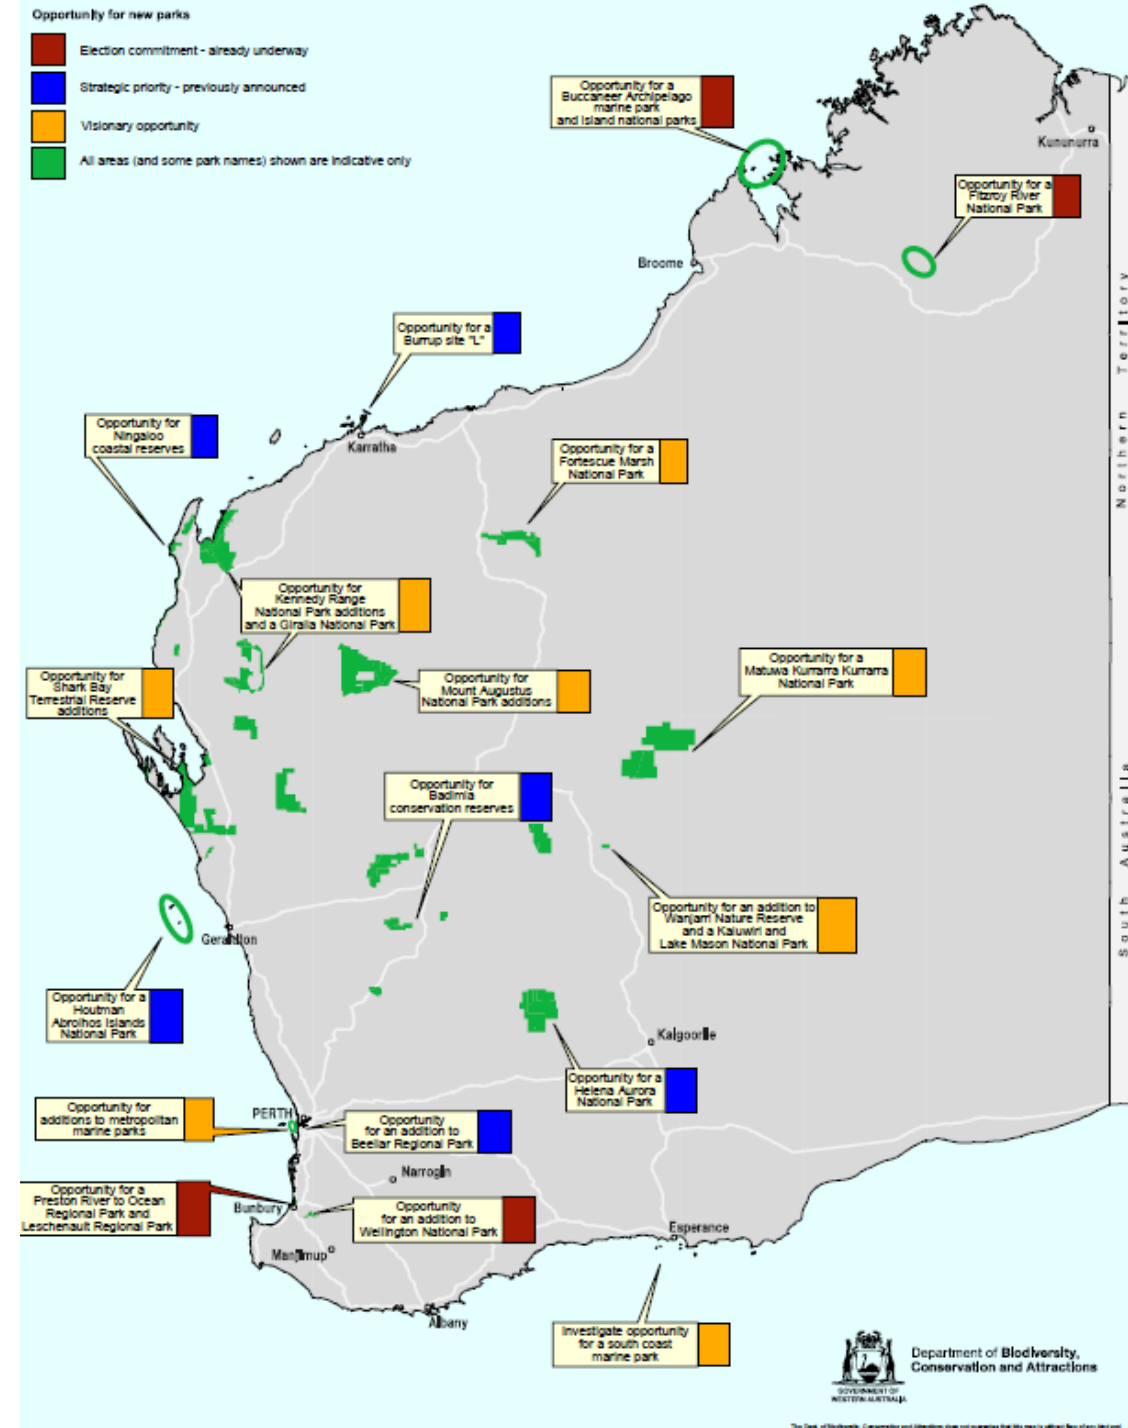 Opportunity for new parks
Election commitment - already underway
Strategic priority - previously announced
Visionary opportunity
All areas (and some park names) shown are indicative only
Opportunity for a
Buccaneer Archipelago
marine park
and island national parks
Kununurra
Opportunity for a
Fitzroy River
National Park
Broome
Northern Territory
Opportunity for a
Burrup site "L"
Karratha
Opportunity for
Ningaloo
coastal reserves
Opportunity for a
Fortescue Marsh
National Park
Opportunity for
Kennedy Range
National Park additions
and a Giralia National Park
Opportunity for
Shark Bay
Terrestrial Reserve
additions
Opportunity for
Mount Augustus
National Park additions
Opportunity for a
Matuwa Kurrarra Kurrarra
National Park
Opportunity for
Badimia
conservation reserves
South Australia
Opportunity for an addition to
Wanjarri Nature Reserve
and a Kaluwiri and
Lake Mason National Park
Geraldton
Opportunity for a
Houtman
Abrolhos Islands
National Park
Kalgoorlie
Opportunity for a
Helena Aurora
National Park
Opportunity for
additions to metropolitan
marine parks
PERTH
Opportunity
for an addition to
Beeliar Regional Park
Narrogin
Opportunity for a
Preston River to Ocean
Regional Park and
Leschenault Regional Park
Bunbury
Opportunity
for an addition to
Wellington National Park
Esperance
Manjimup
Albany
Investigate opportunity
for a south coast
marine park
Department of Biodiversity,
Conservation and Attractions
GOVERNMENT OF
WESTERN AUSTRALIA